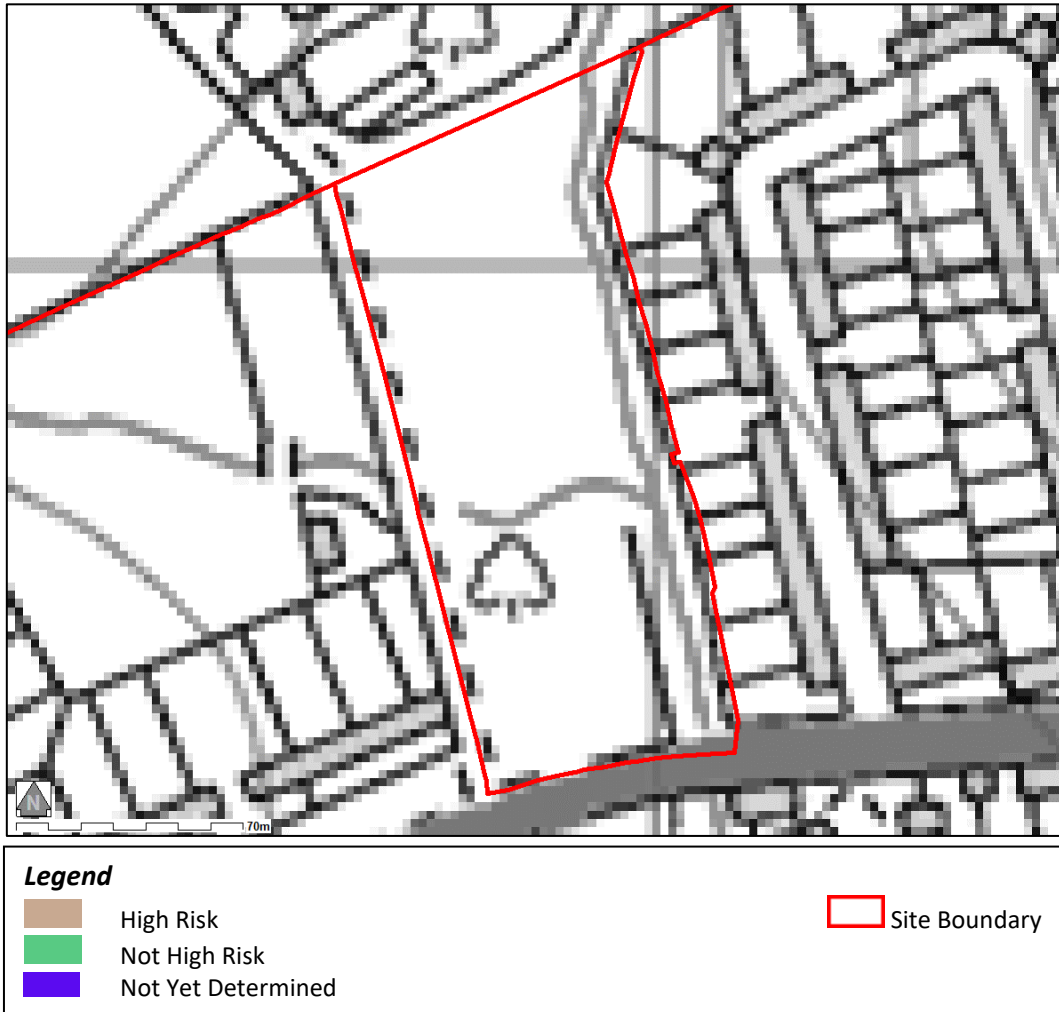 N
70m
Legend
High Risk
Site Boundary
Not High Risk
Not Yet Determined